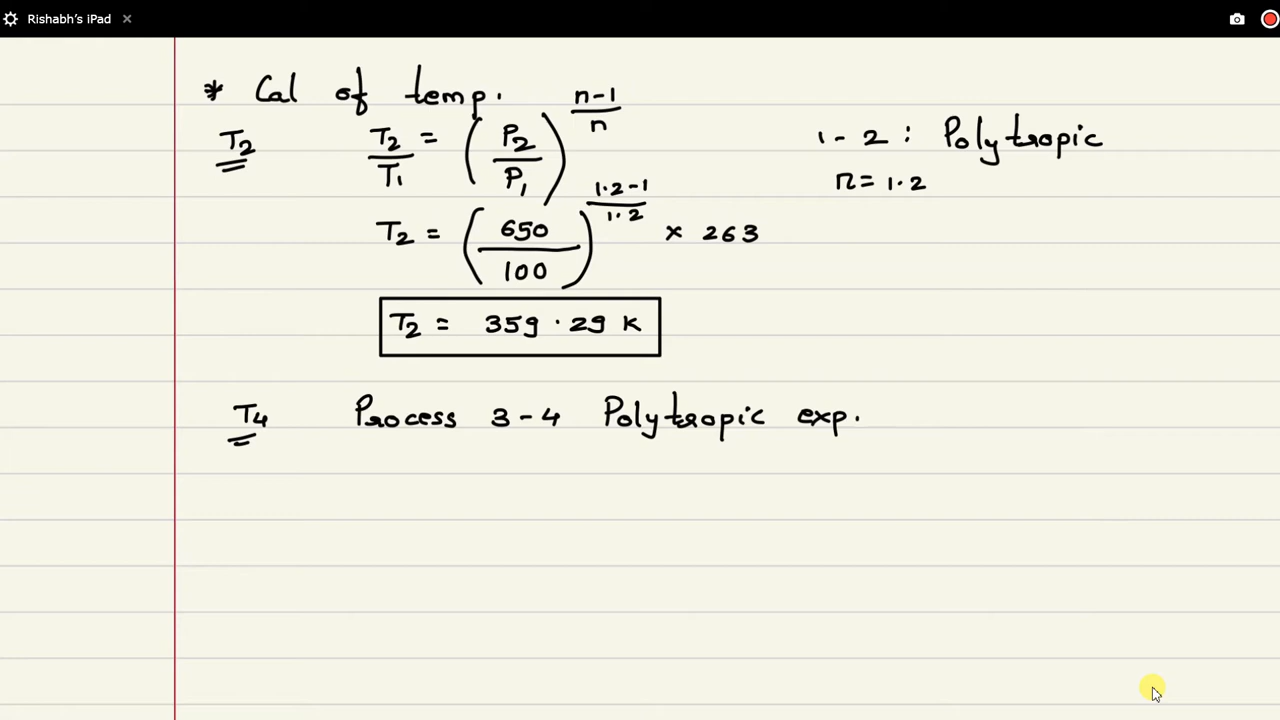 Rishabh's iPad
* Cal of temp.
T2 T2/T1 = (P2/P1)^(n-1/n) 1-2 : Polytropic
n = 1.2
T2 = (650/100)^(1.2-1/1.2) x 263
T2 = 359.29 K
T4 Process 3-4 Polytropic exp.